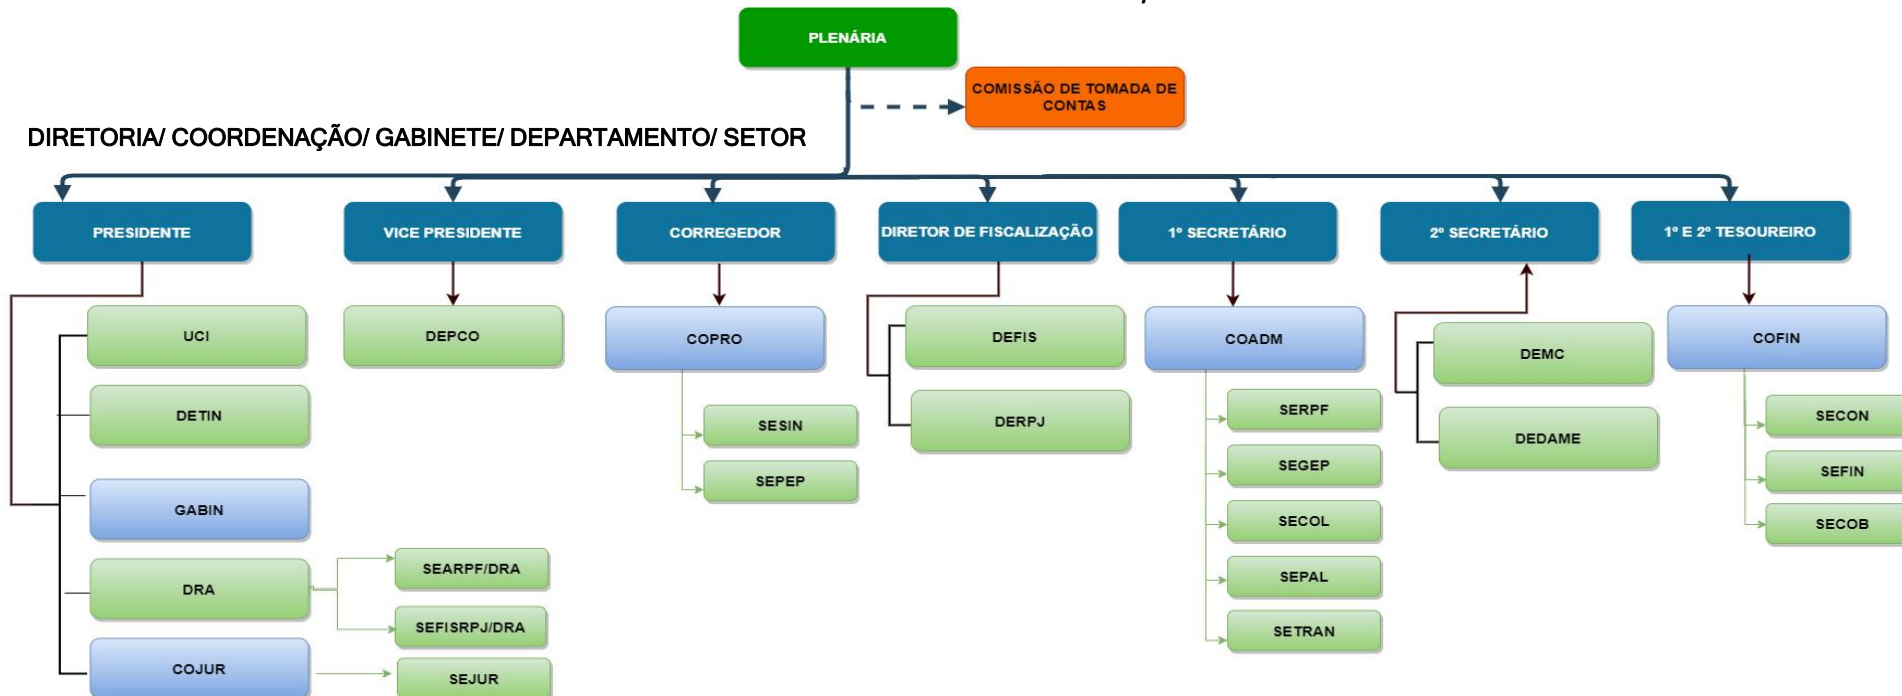 PLENÁRIA
COMISSÃO DE TOMADA DE
CONTAS
DIRETORIA/ COORDENAÇÃO/ GABINETE/ DEPARTAMENTO/ SETOR
PRESIDENTE
VICE PRESIDENTE
CORREGEDOR
DIRETOR DE FISCALIZAÇÃO
1º SECRETÁRIO
2º SECRETÁRIO
1º E 2º TESOUREIRO
UCI
DETIN
GABIN
DRA
COJUR
SEARPF/DRA
SEFISRPJ/DRA
SEJUR
DEPCO
COPRO
SESIN
SEPEP
DEFIS
DERPJ
COADM
SERPF
SEGEP
SECOL
SEPAL
SETRAN
DEMC
DEDAME
COFIN
SECON
SEFIN
SECOB